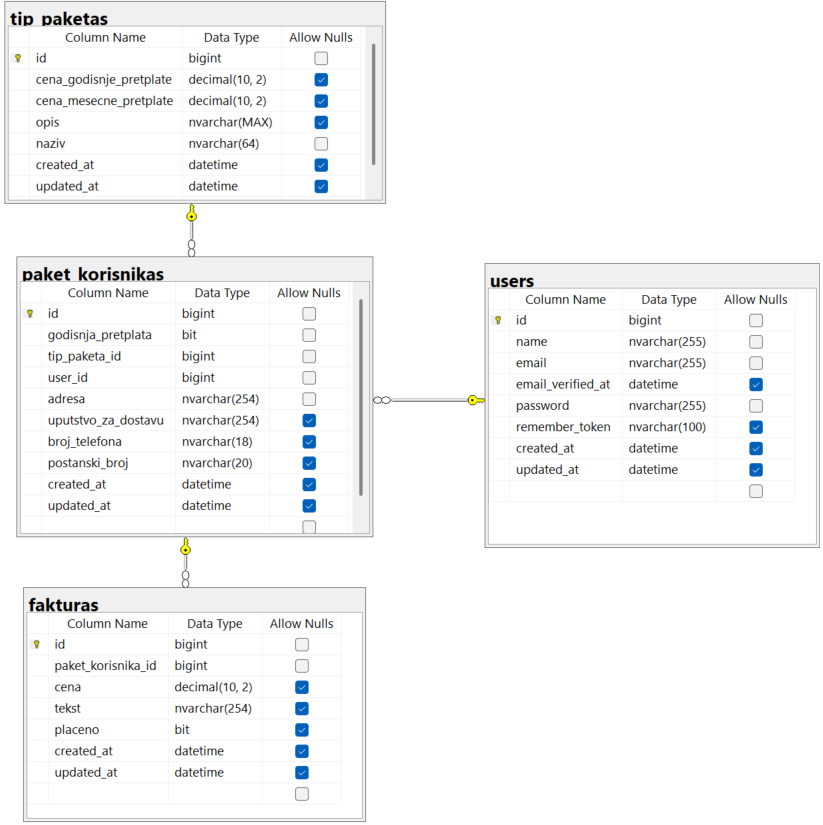 tip_paketas
Column Name Data Type Allow Nulls
id bigint
cena_godisnje_pretplate decimal(10, 2)
cena_mesecne_pretplate decimal(10, 2)
opis nvarchar(MAX)
naziv nvarchar(64)
created_at datetime
updated_at datetime
paket_korisnikas
Column Name Data Type Allow Nulls
id bigint
godisnja_pretplata bit
tip_paketa_id bigint
user_id bigint
adresa nvarchar(254)
uputstvo_za_dostavu nvarchar(254)
broj_telefona nvarchar(18)
postanski_broj nvarchar(20)
created_at datetime
updated_at datetime
users
Column Name Data Type Allow Nulls
id bigint
name nvarchar(255)
email nvarchar(255)
email_verified_at datetime
password nvarchar(255)
remember_token nvarchar(100)
created_at datetime
updated_at datetime
fakturas
Column Name Data Type Allow Nulls
id bigint
paket_korisnika_id bigint
cena decimal(10, 2)
tekst nvarchar(254)
placeno bit
created_at datetime
updated_at datetime